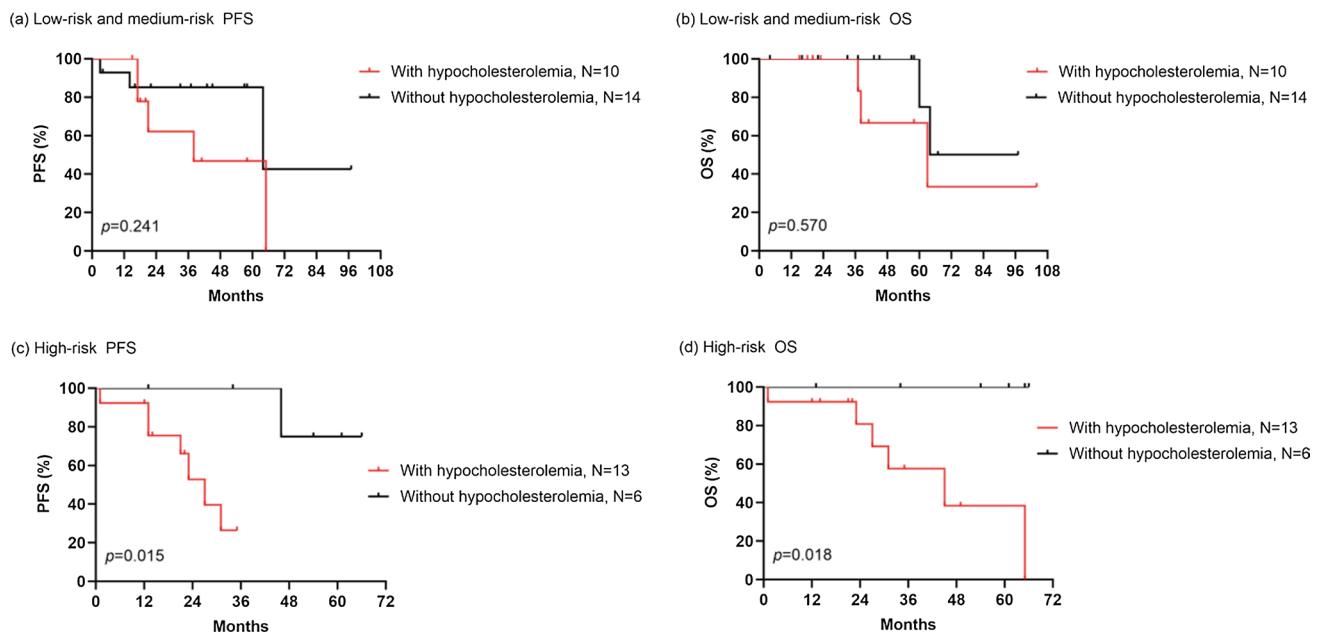 (a) Low-risk and medium-risk PFS
(b) Low-risk and medium-risk OS
PFS (%)
100
80
60
40
20
0
p=0.241
0 12 24 36 48 60 72 84 96 108
Months
With hypocholesterolemia, N=10
Without hypocholesterolemia, N=14
OS (%)
100
80
60
40
20
0
p=0.570
0 12 24 36 48 60 72 84 96 108
Months
With hypocholesterolemia, N=10
Without hypocholesterolemia, N=14
(c) High-risk PFS
(d) High-risk OS
PFS (%)
100
80
60
40
20
0
p=0.015
0 12 24 36 48 60 72
Months
With hypocholesterolemia, N=13
Without hypocholesterolemia, N=6
OS (%)
100
80
60
40
20
0
p=0.018
0 12 24 36 48 60 72
Months
With hypocholesterolemia, N=13
Without hypocholesterolemia, N=6